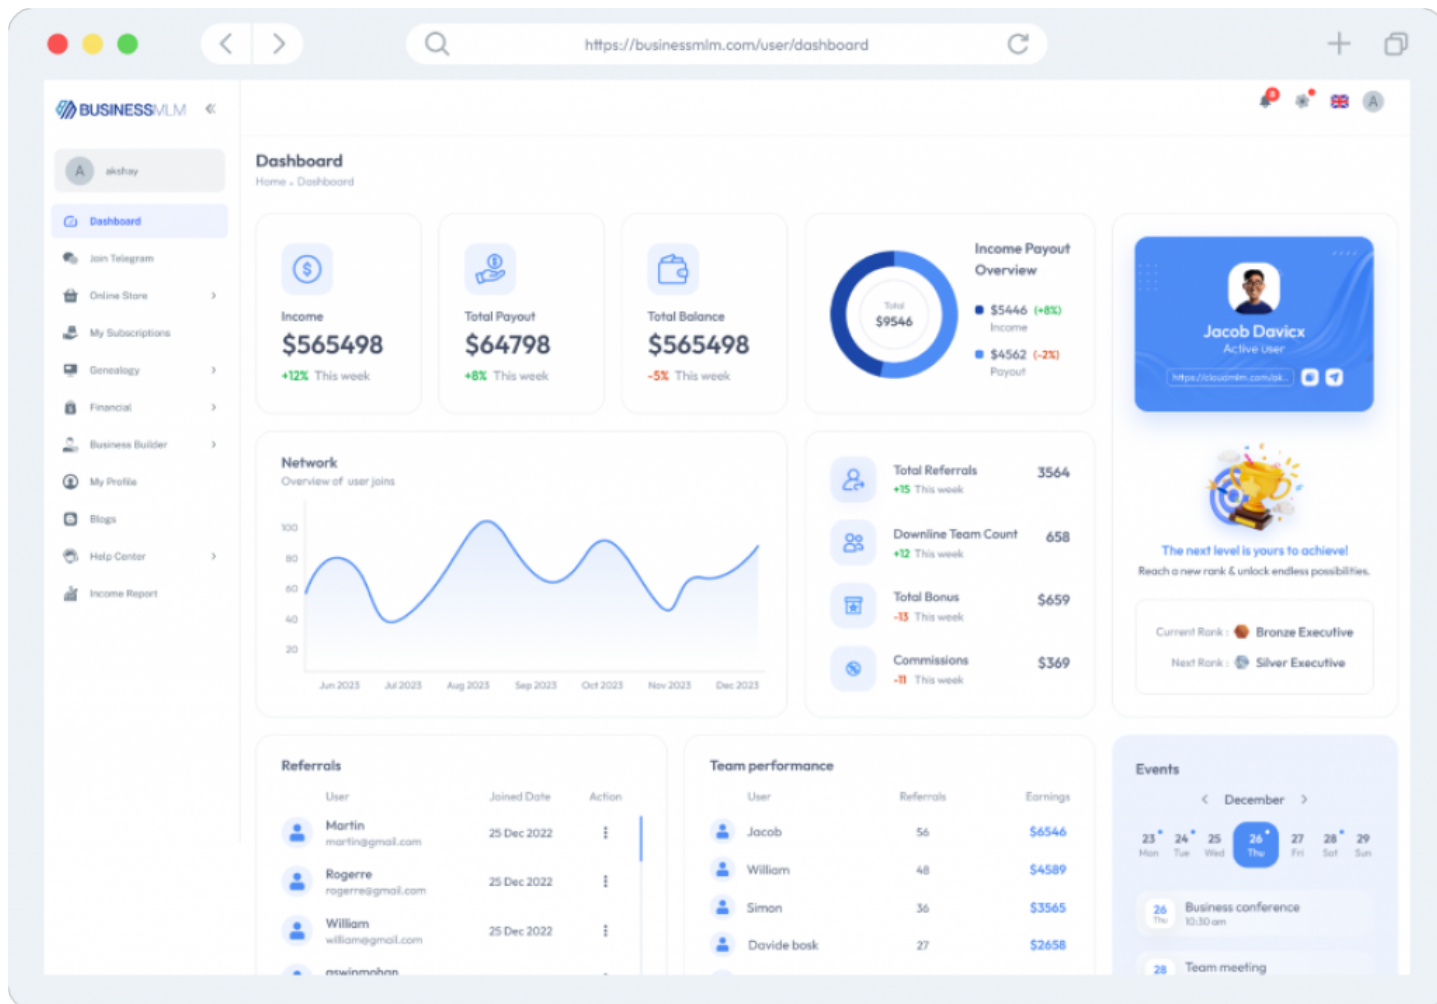 https://businessmlm.com/user/dashboard
BUSINESSMLM
A akshay
Dashboard
Join Telegram
Online Store
My Subscriptions
Genealogy
Financial
Business Builder
My Profile
Blogs
Help Center
Income Report
A
Dashboard
Home Dashboard
Income
$565498
+12% This week
Total Payout
$64798
+8% This week
Total Balance
$565498
-5% This week
Total
$9546
Income Payout
Overview
$5446 (+8%)
Income
$4562 (-2%)
Payout
Jacob Davicx
Active user
https://cloudmlm.com/ak..
The next level is yours to achieve!
Reach a new rank & unlock endless possibilities.
Current Rank : Bronze Executive
Next Rank : Silver Executive
Network
Overview of user joins
100
80
60
40
20
Jun 2023 Jul 2023 Aug 2023 Sep 2023 Oct 2023 Nov 2023 Dec 2023
Total Referrals 3564
+15 This week
Downline Team Count 658
+12 This week
Total Bonus $659
-13 This week
Commissions $369
-11 This week
Referrals
User Joined Date Action
Martin 25 Dec 2022
martin@gmail.com
Rogerre 25 Dec 2022
rogerre@gmail.com
William 25 Dec 2022
william@gmail.com
aswinmohan
Team performance
User Referrals Earnings
Jacob 56 $6546
William 48 $4589
Simon 36 $3565
Davide bosk 27 $2658
Events
December
23 24 25 26 27 28 29
Mon Tue Wed Thu Fri Sat Sun
26 Business conference
Thu 10:30 am
28 Team meeting